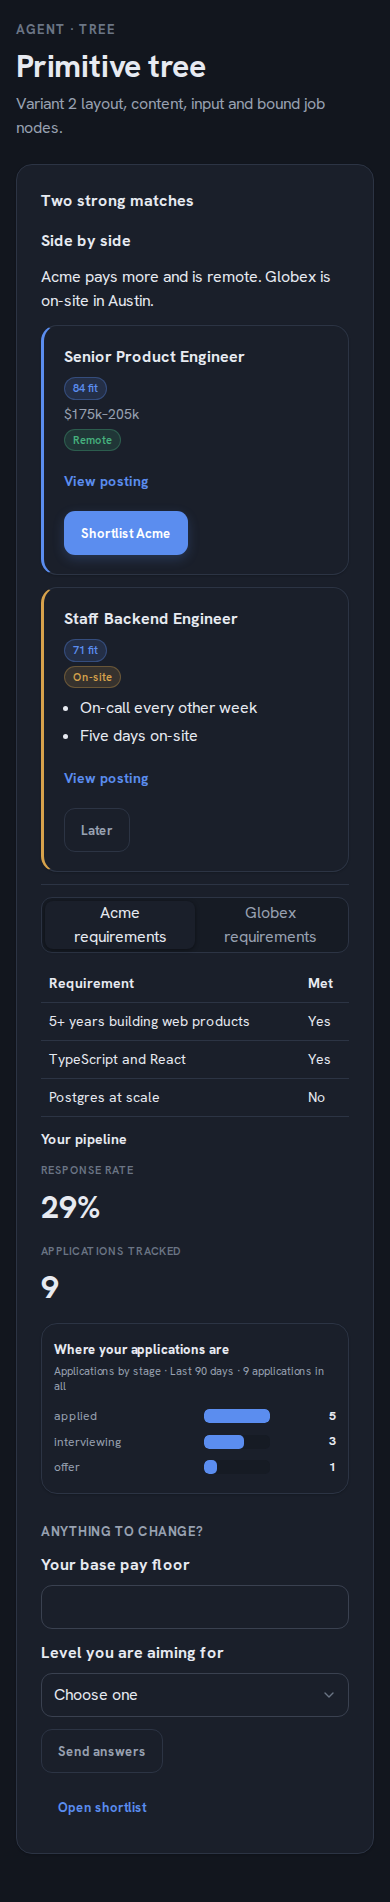 AGENT · TREE
Primitive tree
Variant 2 layout, content, input and bound job
nodes.
Two strong matches
Side by side
Acme pays more and is remote. Globex is
on-site in Austin.
Senior Product Engineer
84 fit
$175k–205k
Remote
View posting
Shortlist Acme
Staff Backend Engineer
71 fit
On-site
On-call every other week
Five days on-site
View posting
Later
Acme
requirements
Globex
requirements
Requirement Met
5+ years building web products Yes
TypeScript and React Yes
Postgres at scale No
Your pipeline
RESPONSE RATE
29%
APPLICATIONS TRACKED
9
Where your applications are
Applications by stage · Last 90 days · 9 applications in
all
applied 5
interviewing 3
offer 1
ANYTHING TO CHANGE?
Your base pay floor
Level you are aiming for
Choose one
Send answers
Open shortlist